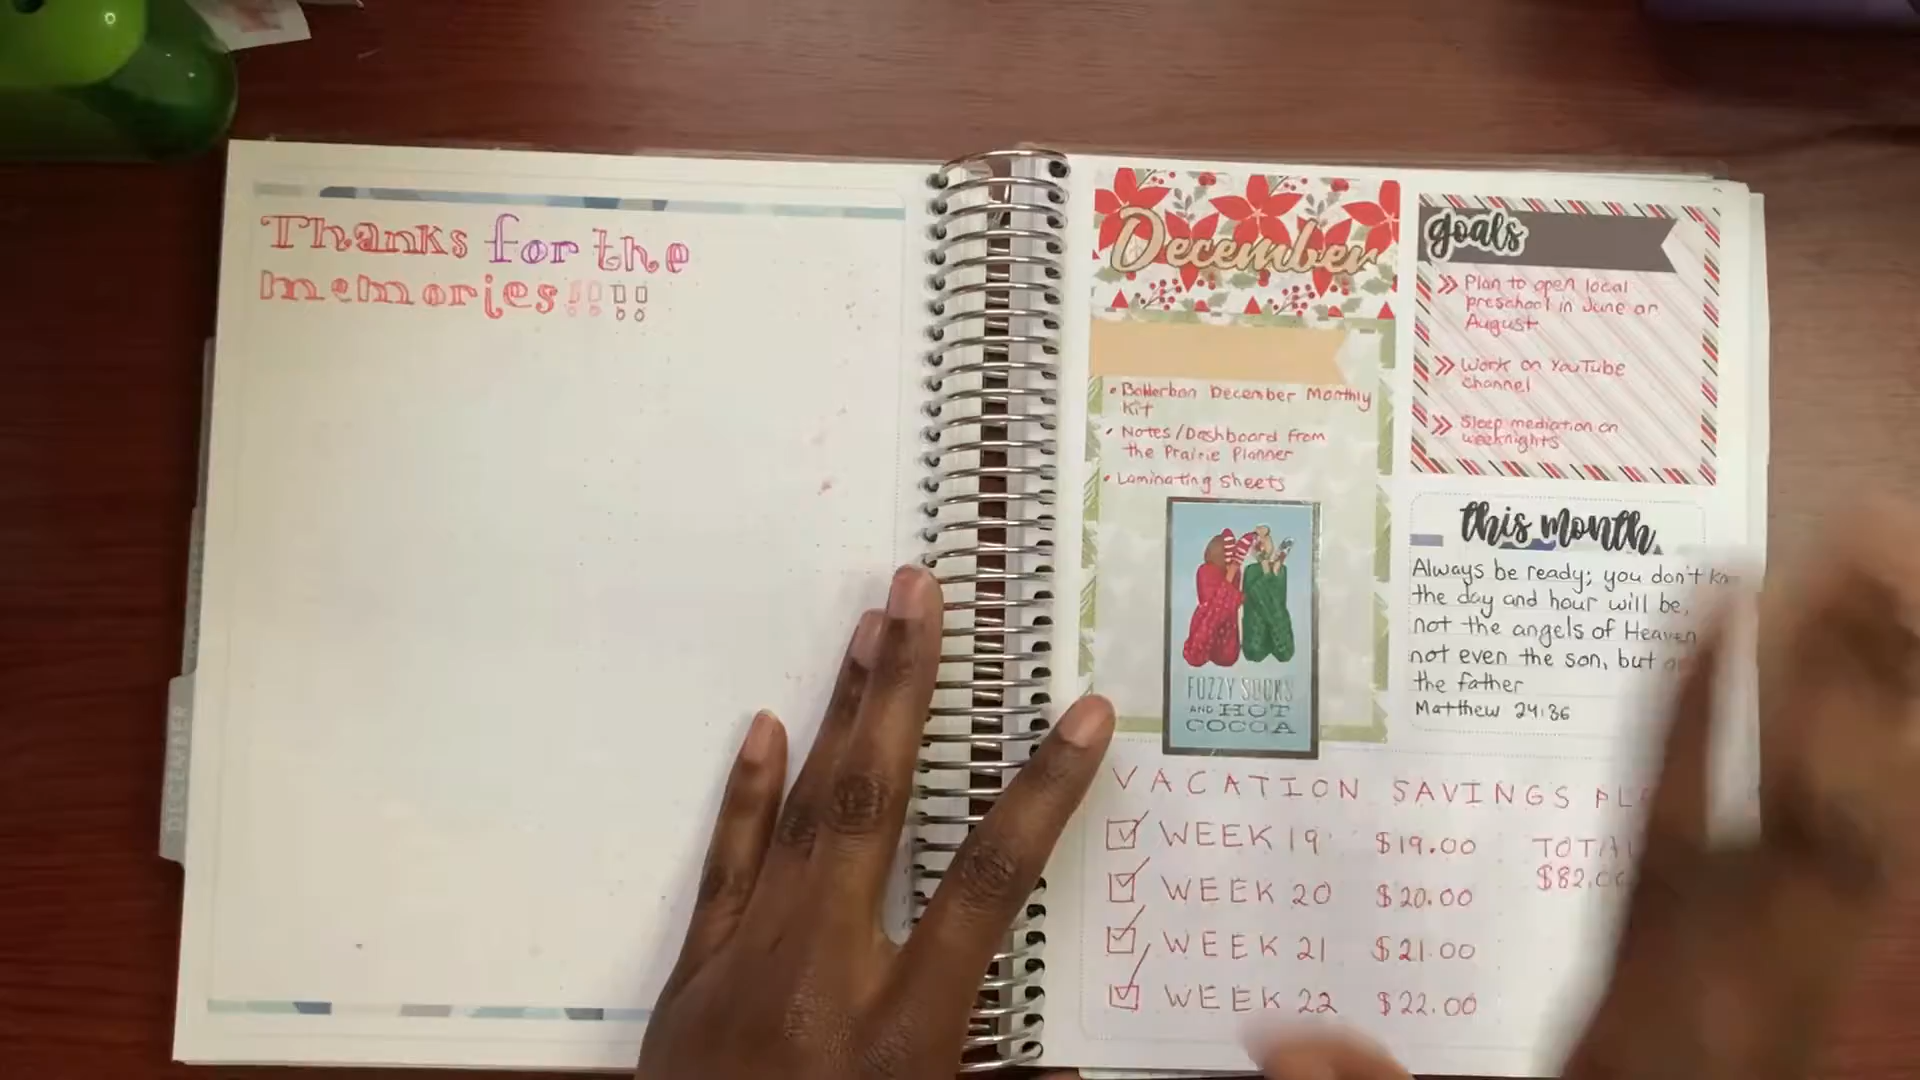 Thanks for the
memories!!!!
DECEMBER
December
• Bohlerbon December Monthly
Kit
• Notes/Dashboard from
the Prairie Planner
• Laminating Sheets
FUZZY SOCKS
AND HOT
COCOA
goals
Plan to open local
preschool in June or
August
Work on YouTube
channel
Sleep mediation on
weeknights
this month
Always be ready; you don't
the day and hour will be,
not the angels of Heaven
not even the son, but
the father
Matthew 24:36
VACATION SAVINGS
WEEK 19 $19.00
WEEK 20 $20.00
WEEK 21 $21.00
WEEK 22 $22.00
TOTAL
$82.00